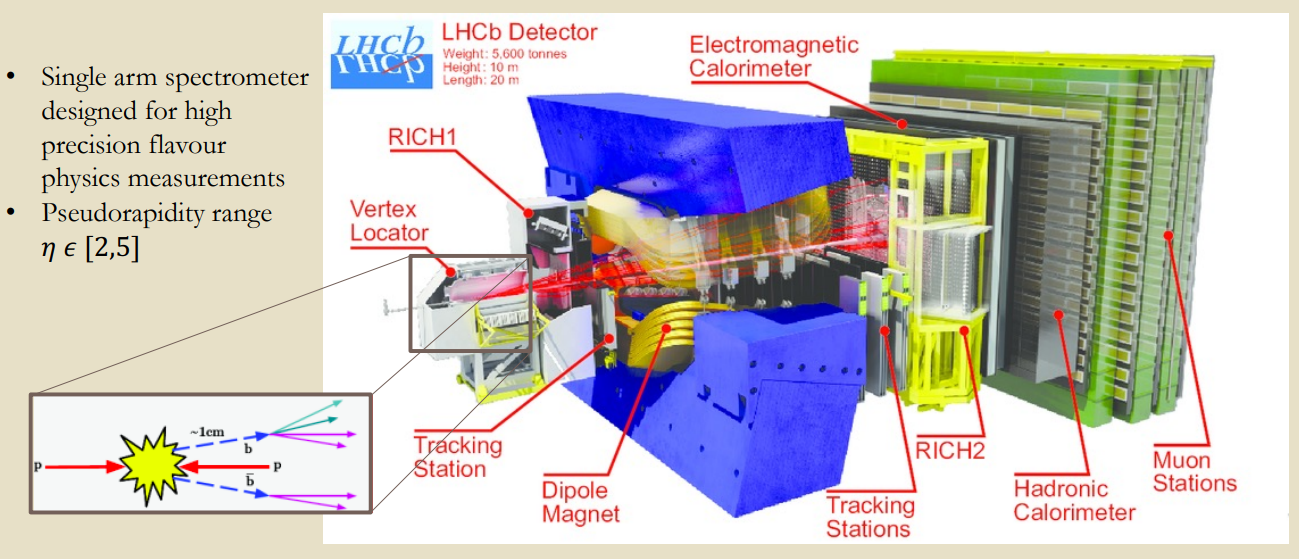 • Single arm spectrometer
designed for high
precision flavour
physics measurements
• Pseudorapidity range
η ϵ [2,5]
LHCb
LHCb
LHCb Detector
Weight: 5,600 tonnes
Height: 10 m
Length: 20 m
Electromagnetic
Calorimeter
RICH1
Vertex
Locator
Tracking
Station
Dipole
Magnet
Tracking
Stations
RICH2
Hadronic
Calorimeter
Muon
Stations
~1cm
b
p
p
b̅